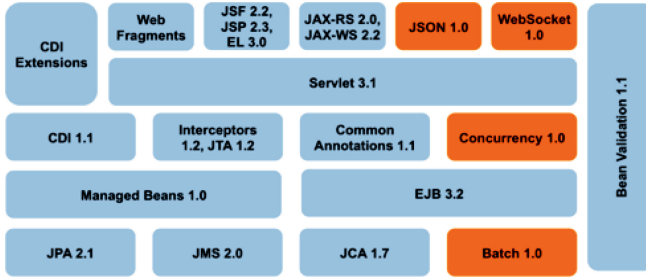 CDI
Extensions
Web
Fragments
JSF 2.2,
JSP 2.3,
EL 3.0
JAX-RS 2.0,
JAX-WS 2.2
JSON 1.0
WebSocket
1.0
Servlet 3.1
CDI 1.1
Interceptors
1.2, JTA 1.2
Common
Annotations 1.1
Concurrency 1.0
Managed Beans 1.0
EJB 3.2
JPA 2.1
JMS 2.0
JCA 1.7
Batch 1.0
Bean Validation 1.1